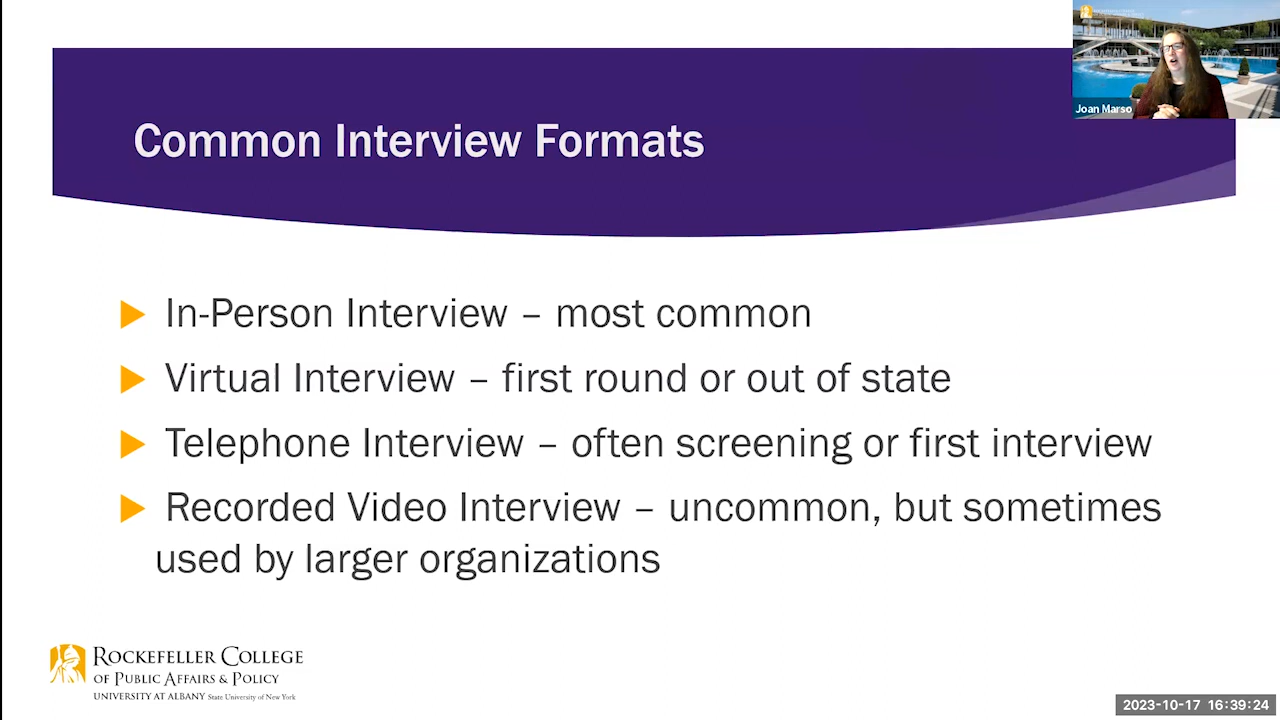 Joan Marso
Common Interview Formats
In-Person Interview – most common
Virtual Interview – first round or out of state
Telephone Interview – often screening or first interview
Recorded Video Interview – uncommon, but sometimes
used by larger organizations
ROCKEFELLER COLLEGE
OF PUBLIC AFFAIRS & POLICY
UNIVERSITY AT ALBANY State University of New York
2023-10-17 16:39:24